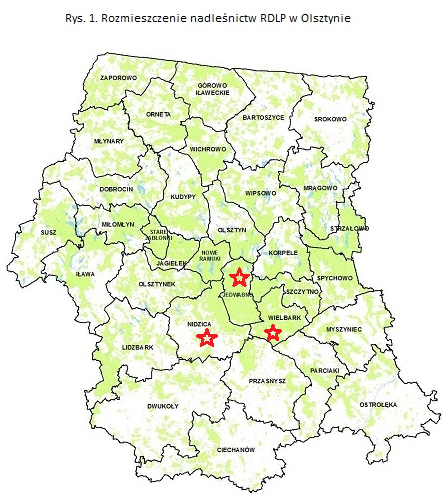 Rys. 1. Rozmieszczenie nadleśnictw RDLP w Olsztynie
ZAPOROWO
GÓROWO
IŁAWECKIE
ORNETA
BARTOSZYCE
SROKOWO
MŁYNARY
WICHROWO
DOBROCIN
KUDYPY
WIPSOWO
MRĄGOWO
SUSZ
MIŁOMŁYN
STARE
JABŁONKI
OLSZTYN
STRZAŁOWO
NOWE
RAMUKI
KORPELE
JAGIEŁEK
IŁAWA
OLSZTYNEK
SPYCHOWO
JEDWABNO
SZCZYTNO
NIDZICA
WIELBARK
MYSZYNIEC
LIDZBARK
PARCIAKI
PRZASNYSZ
DWUKOŁY
OSTROŁĘKA
CIECHANÓW